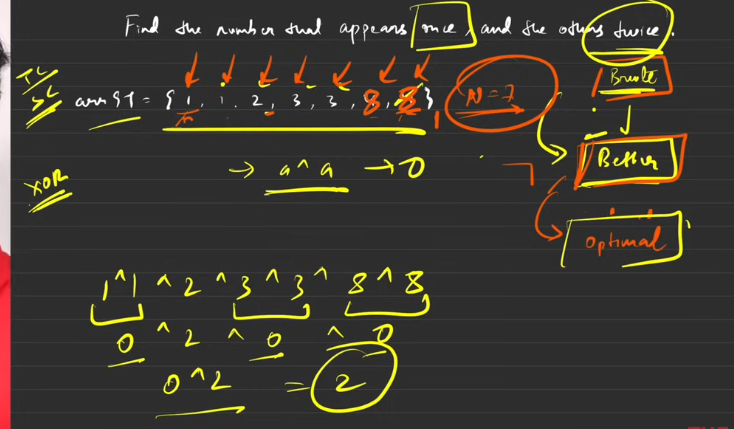 Find the number that appears once, and the others twice.
TC
SC
arr[] = { 1, 1, 2, 3, 3, 8, 8 }
N = 7
Brute
Better
Optimal
XOR
→ a ^ a → 0
1 ^ 1 ^ 2 ^ 3 ^ 3 ^ 8 ^ 8
0 ^ 2 ^ 0 ^ 0
0 ^ 2 = 2